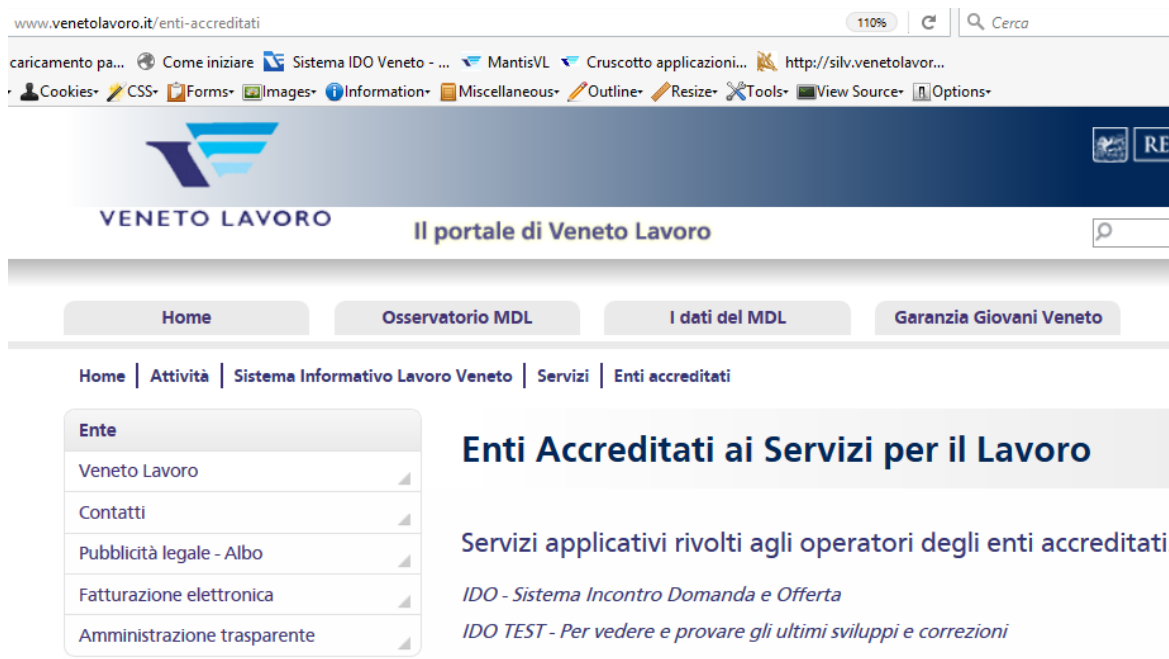 www.venetolavoro.it/enti-accreditati 110% Cerca
caricamento pa... Come iniziare Sistema IDO Veneto - ... MantisVL Cruscotto applicazioni... http://silv.venetolavor...
Cookies CSS Forms Images Information Miscellaneous Outline Resize Tools View Source Options
RE
VENETO LAVORO
Il portale di Veneto Lavoro
Home Osservatorio MDL I dati del MDL Garanzia Giovani Veneto
Home | Attività | Sistema Informativo Lavoro Veneto | Servizi | Enti accreditati
Ente
Veneto Lavoro
Contatti
Pubblicità legale - Albo
Fatturazione elettronica
Amministrazione trasparente
Enti Accreditati ai Servizi per il Lavoro
Servizi applicativi rivolti agli operatori degli enti accreditati
IDO - Sistema Incontro Domanda e Offerta
IDO TEST - Per vedere e provare gli ultimi sviluppi e correzioni